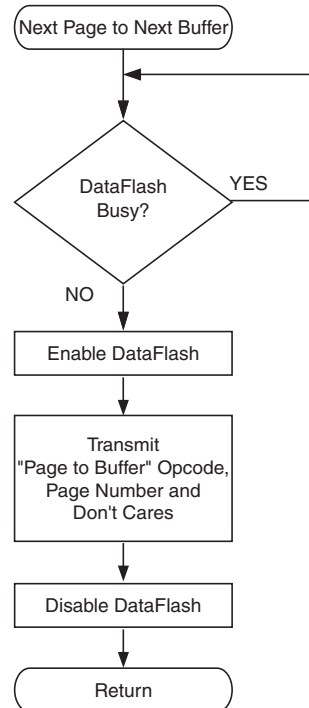 Next Page to Next Buffer
DataFlash
Busy?
YES
NO
Enable DataFlash
Transmit
"Page to Buffer" Opcode,
Page Number and
Don't Cares
Disable DataFlash
Return